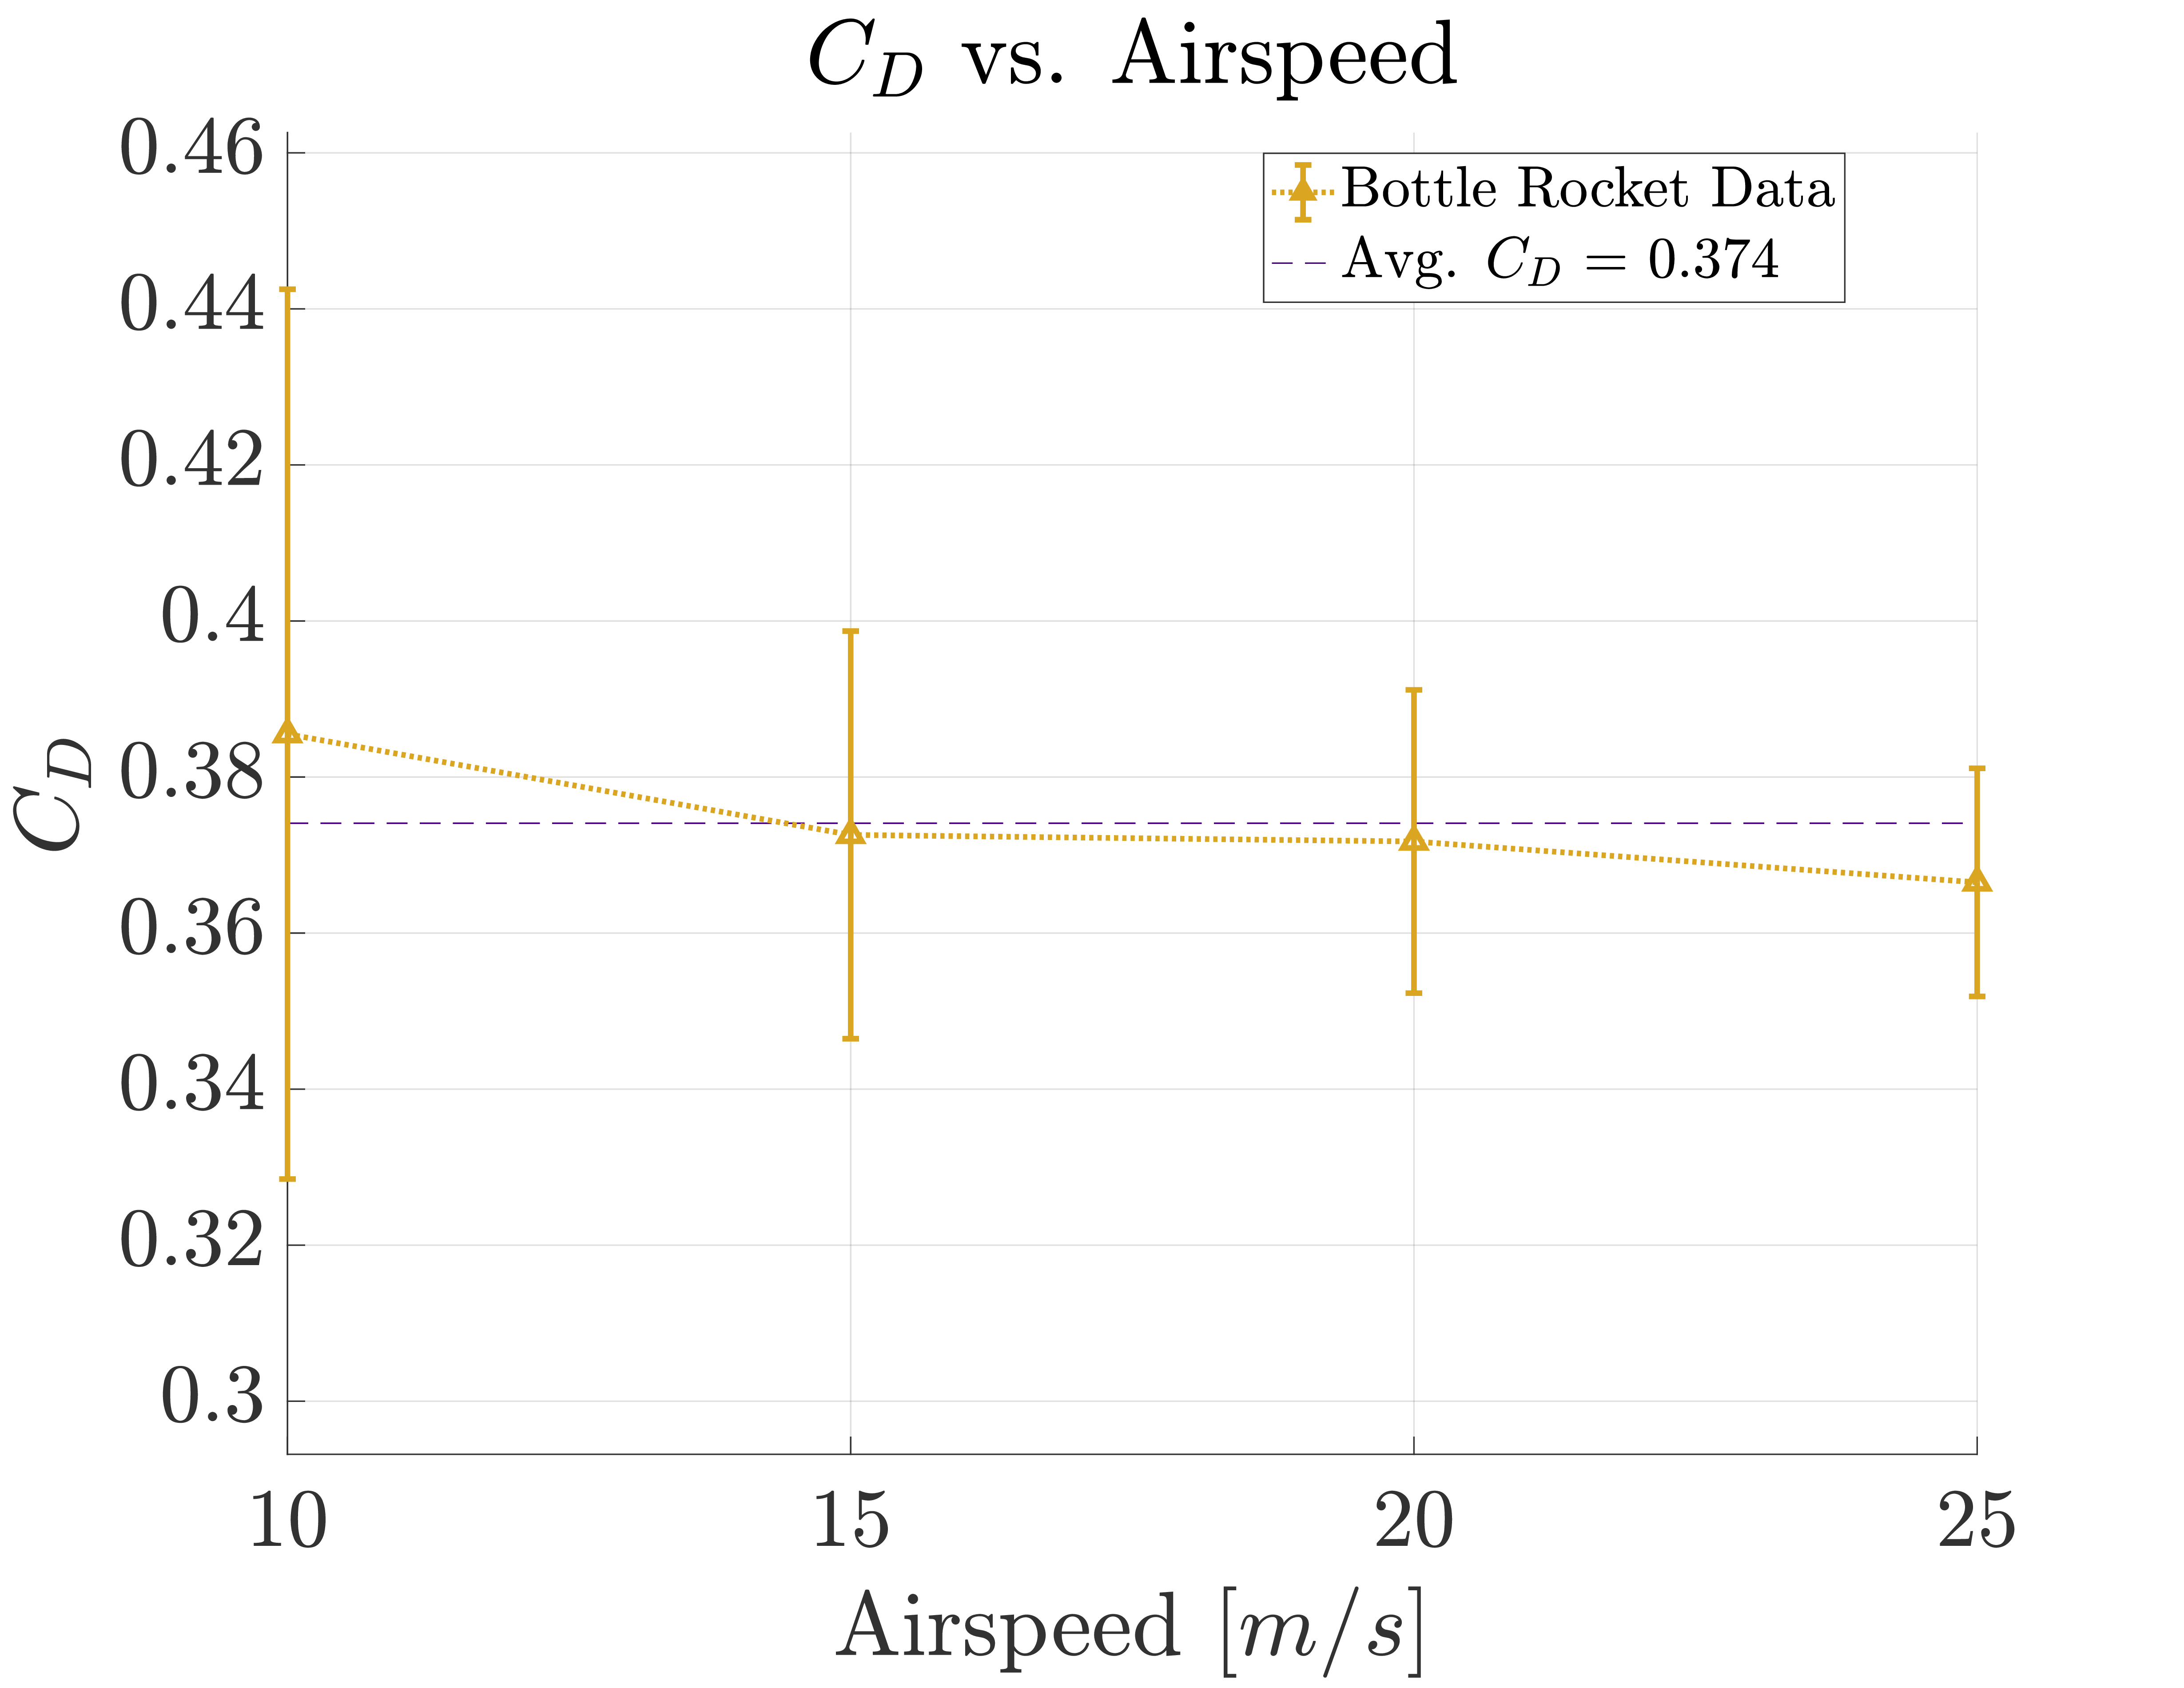 C_D vs. Airspeed
Bottle Rocket Data
Avg. C_D = 0.374
0.46
0.44
0.42
0.4
0.38
0.36
0.34
0.32
0.3
C_D
10 15 20 25
Airspeed [m/s]